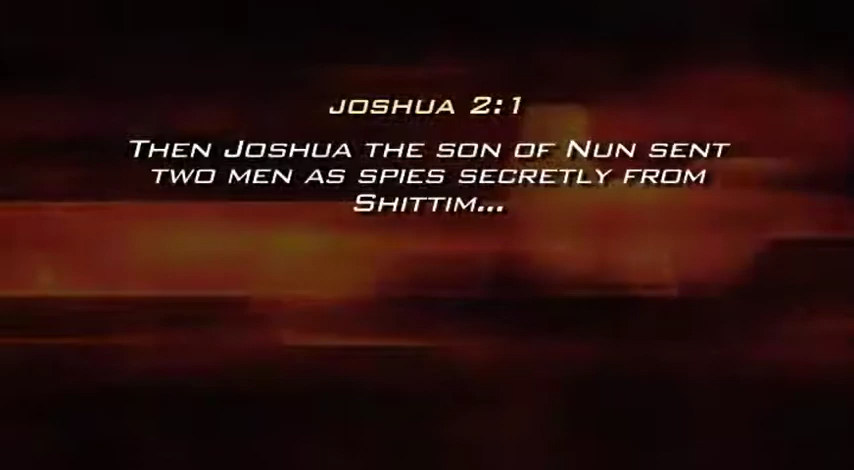 Joshua 2:1
Then Joshua the son of Nun sent
two men as spies secretly from
Shittim...